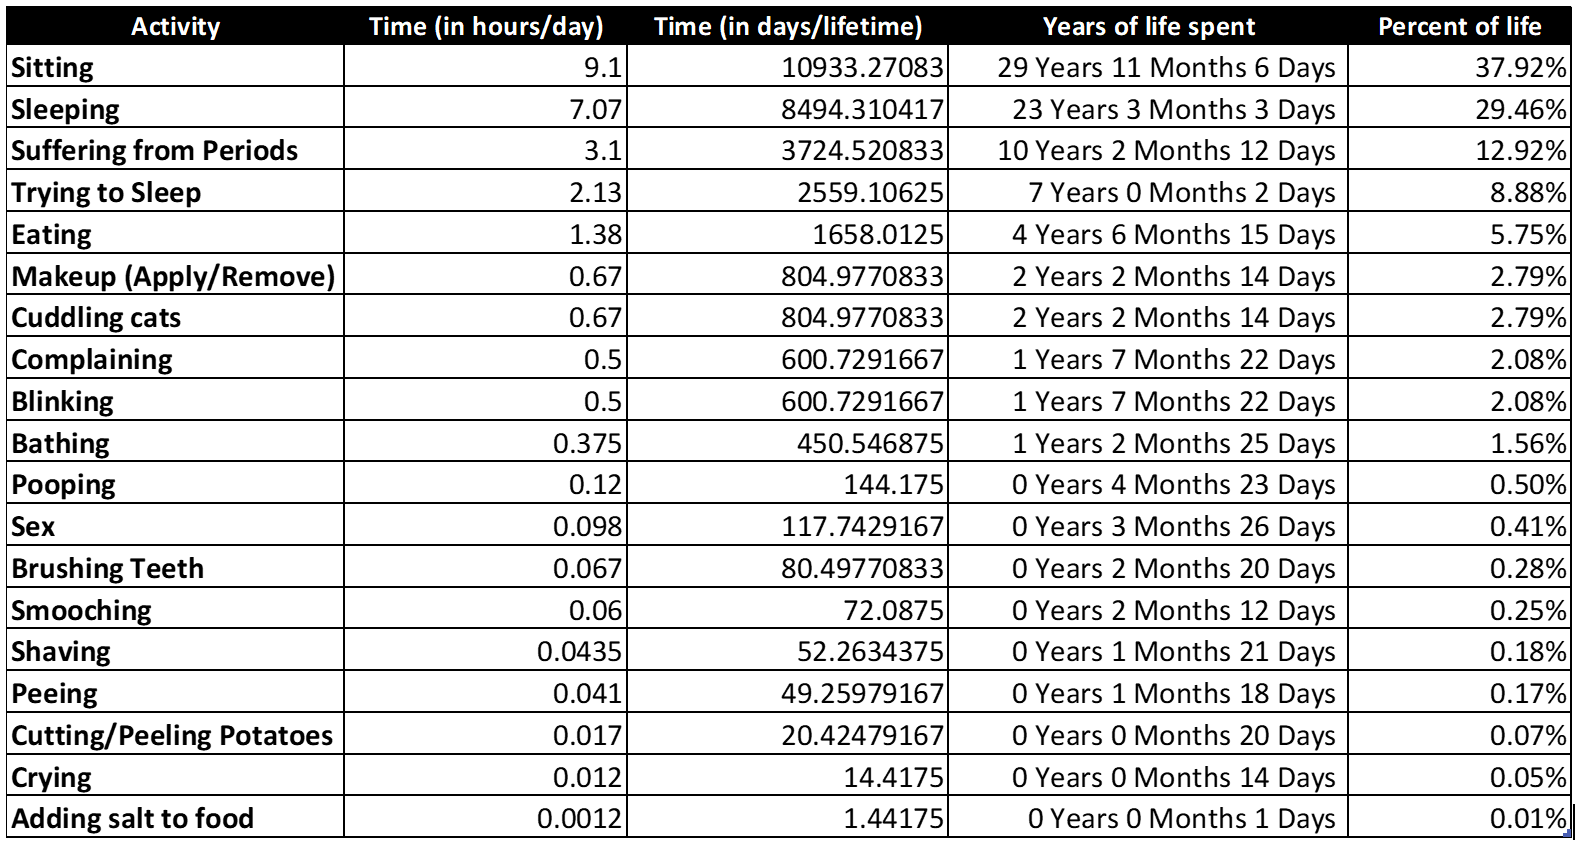 Activity Time (in hours/day) Time (in days/lifetime) Years of life spent Percent of life
Sitting 9.1 10933.27083 29 Years 11 Months 6 Days 37.92%
Sleeping 7.07 8494.310417 23 Years 3 Months 3 Days 29.46%
Suffering from Periods 3.1 3724.520833 10 Years 2 Months 12 Days 12.92%
Trying to Sleep 2.13 2559.10625 7 Years 0 Months 2 Days 8.88%
Eating 1.38 1658.0125 4 Years 6 Months 15 Days 5.75%
Makeup (Apply/Remove) 0.67 804.9770833 2 Years 2 Months 14 Days 2.79%
Cuddling cats 0.67 804.9770833 2 Years 2 Months 14 Days 2.79%
Complaining 0.5 600.7291667 1 Years 7 Months 22 Days 2.08%
Blinking 0.5 600.7291667 1 Years 7 Months 22 Days 2.08%
Bathing 0.375 450.546875 1 Years 2 Months 25 Days 1.56%
Pooping 0.12 144.175 0 Years 4 Months 23 Days 0.50%
Sex 0.098 117.7429167 0 Years 3 Months 26 Days 0.41%
Brushing Teeth 0.067 80.49770833 0 Years 2 Months 20 Days 0.28%
Smooching 0.06 72.0875 0 Years 2 Months 12 Days 0.25%
Shaving 0.0435 52.2634375 0 Years 1 Months 21 Days 0.18%
Peeing 0.041 49.25979167 0 Years 1 Months 18 Days 0.17%
Cutting/Peeling Potatoes 0.017 20.42479167 0 Years 0 Months 20 Days 0.07%
Crying 0.012 14.4175 0 Years 0 Months 14 Days 0.05%
Adding salt to food 0.0012 1.44175 0 Years 0 Months 1 Days 0.01%